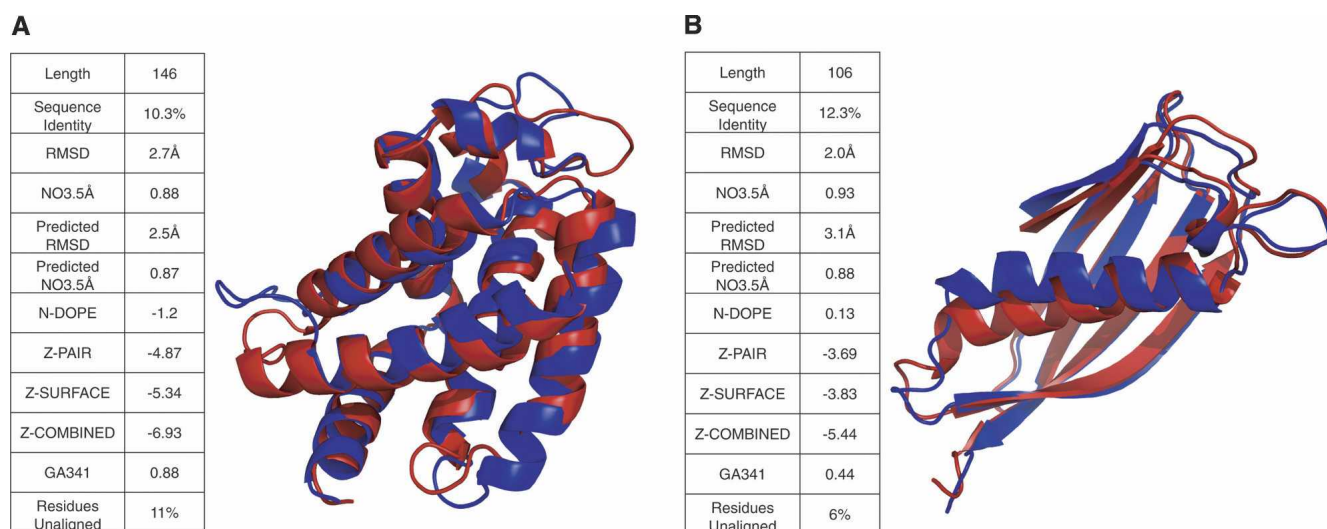 A
Length 146
Sequence
Identity 10.3%
RMSD 2.7Å
NO3.5Å 0.88
Predicted
RMSD 2.5Å
Predicted
NO3.5Å 0.87
N-DOPE -1.2
Z-PAIR -4.87
Z-SURFACE -5.34
Z-COMBINED -6.93
GA341 0.88
Residues
Unaligned 11%
B
Length 106
Sequence
Identity 12.3%
RMSD 2.0Å
NO3.5Å 0.93
Predicted
RMSD 3.1Å
Predicted
NO3.5Å 0.88
N-DOPE 0.13
Z-PAIR -3.69
Z-SURFACE -3.83
Z-COMBINED -5.44
GA341 0.44
Residues
Unaligned 6%